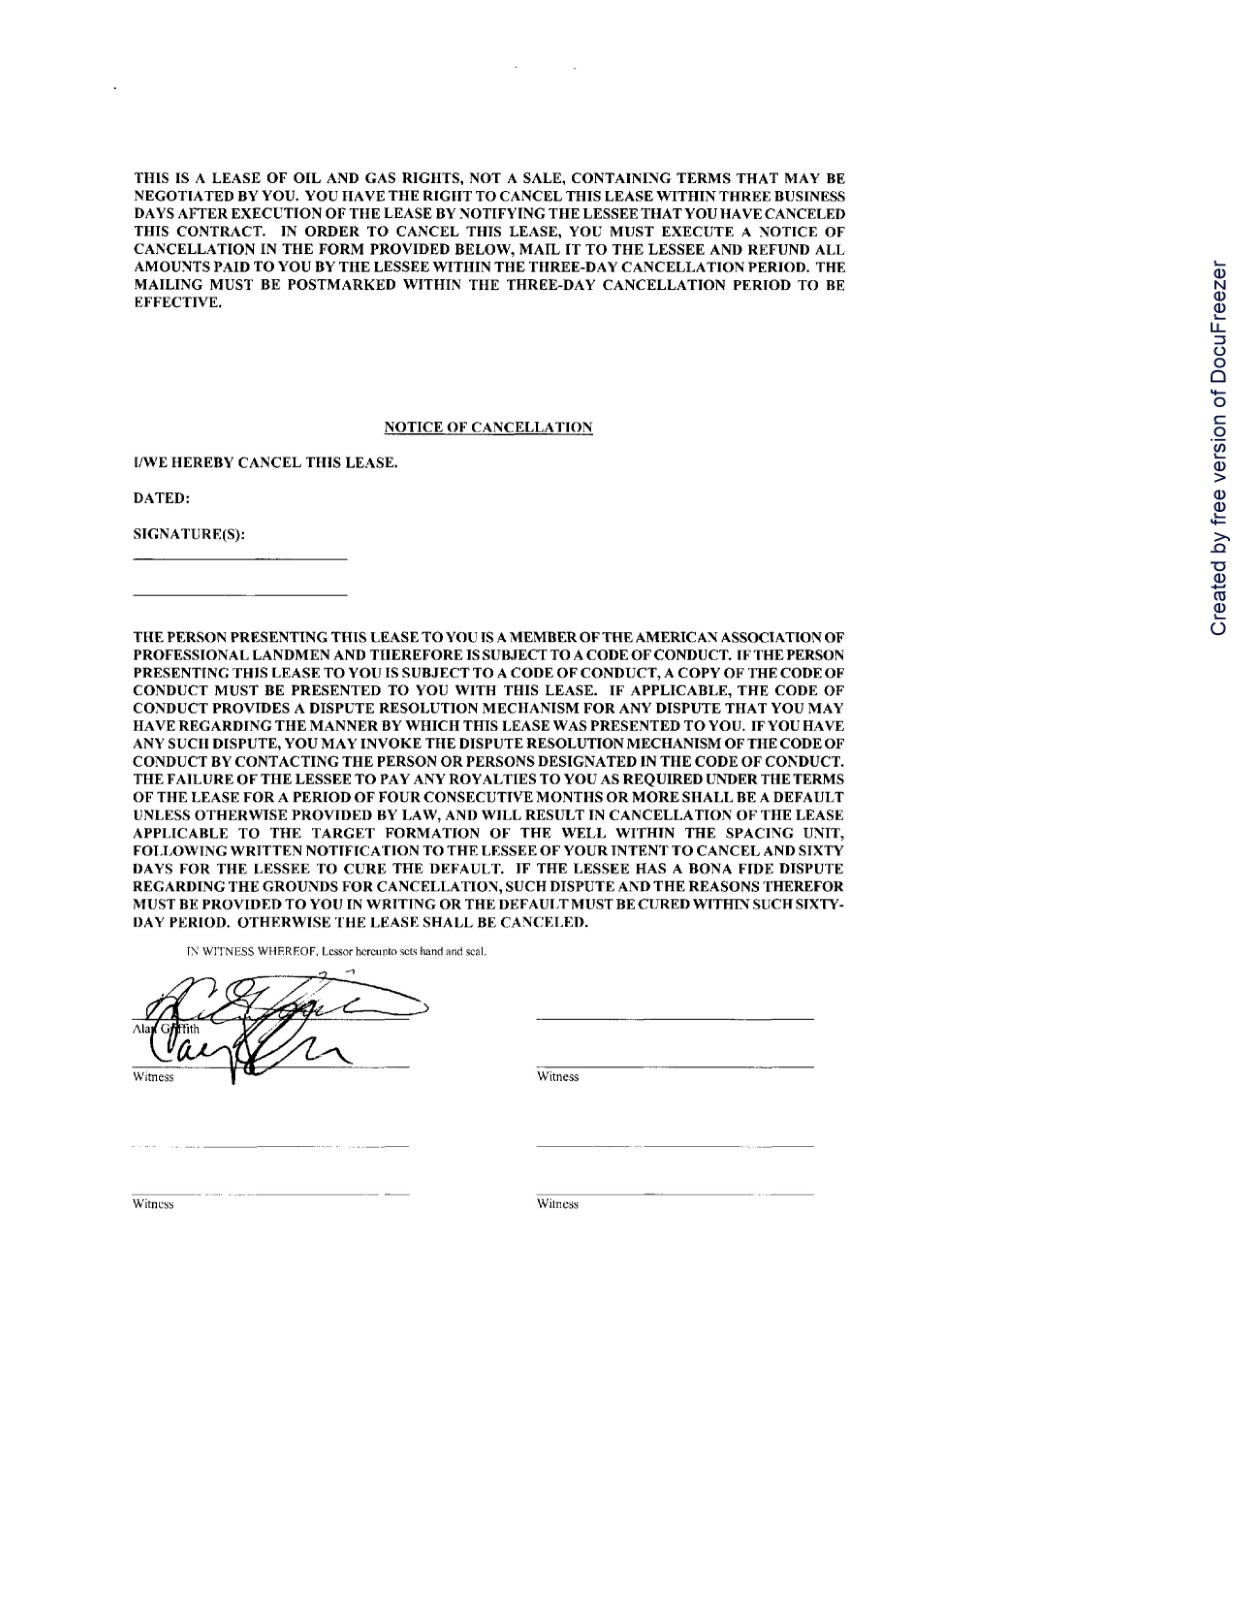 THIS IS A LEASE OF OIL AND GAS RIGHTS, NOT A SALE, CONTAINING TERMS THAT MAY BE
NEGOTIATED BY YOU. YOU HAVE THE RIGHT TO CANCEL THIS LEASE WITHIN THREE BUSINESS
DAYS AFTER EXECUTION OF THE LEASE BY NOTIFYING THE LESSEE THAT YOU HAVE CANCELED
THIS CONTRACT. IN ORDER TO CANCEL THIS LEASE, YOU MUST EXECUTE A NOTICE OF
CANCELLATION IN THE FORM PROVIDED BELOW, MAIL IT TO THE LESSEE AND REFUND ALL
AMOUNTS PAID TO YOU BY THE LESSEE WITHIN THE THREE-DAY CANCELLATION PERIOD. THE
MAILING MUST BE POSTMARKED WITHIN THE THREE-DAY CANCELLATION PERIOD TO BE
EFFECTIVE.
NOTICE OF CANCELLATION
I/WE HEREBY CANCEL THIS LEASE.
DATED:
SIGNATURE(S):
THE PERSON PRESENTING THIS LEASE TO YOU IS A MEMBER OF THE AMERICAN ASSOCIATION OF
PROFESSIONAL LANDMEN AND THEREFORE IS SUBJECT TO A CODE OF CONDUCT. IF THE PERSON
PRESENTING THIS LEASE TO YOU IS SUBJECT TO A CODE OF CONDUCT, A COPY OF THE CODE OF
CONDUCT MUST BE PRESENTED TO YOU WITH THIS LEASE. IF APPLICABLE, THE CODE OF
CONDUCT PROVIDES A DISPUTE RESOLUTION MECHANISM FOR ANY DISPUTE THAT YOU MAY
HAVE REGARDING THE MANNER BY WHICH THIS LEASE WAS PRESENTED TO YOU. IF YOU HAVE
ANY SUCH DISPUTE, YOU MAY INVOKE THE DISPUTE RESOLUTION MECHANISM OF THE CODE OF
CONDUCT BY CONTACTING THE PERSON OR PERSONS DESIGNATED IN THE CODE OF CONDUCT.
THE FAILURE OF THE LESSEE TO PAY ANY ROYALTIES TO YOU AS REQUIRED UNDER THE TERMS
OF THE LEASE FOR A PERIOD OF FOUR CONSECUTIVE MONTHS OR MORE SHALL BE A DEFAULT
UNLESS OTHERWISE PROVIDED BY LAW, AND WILL RESULT IN CANCELLATION OF THE LEASE
APPLICABLE TO THE TARGET FORMATION OF THE WELL WITHIN THE SPACING UNIT,
FOLLOWING WRITTEN NOTIFICATION TO THE LESSEE OF YOUR INTENT TO CANCEL AND SIXTY
DAYS FOR THE LESSEE TO CURE THE DEFAULT. IF THE LESSEE HAS A BONA FIDE DISPUTE
REGARDING THE GROUNDS FOR CANCELLATION, SUCH DISPUTE AND THE REASONS THEREFOR
MUST BE PROVIDED TO YOU IN WRITING OR THE DEFAULT MUST BE CURED WITHIN SUCH SIXTY-
DAY PERIOD. OTHERWISE THE LEASE SHALL BE CANCELED.
IN WITNESS WHEREOF, Lessor hereunto sets hand and seal.
Alan Griffith
Witness Witness
Witness Witness
Created by free version of DocuFreezer